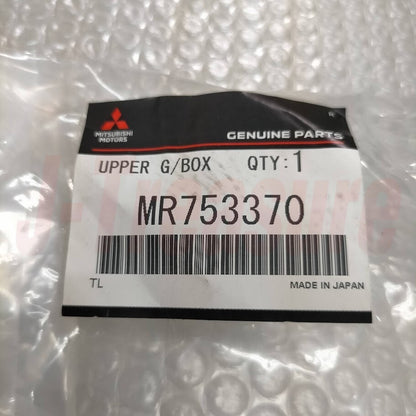 MITSUBISHI
MOTORS
GENUINE PARTS
UPPER G/BOX QTY:1
MR753370
TL
MADE IN JAPAN